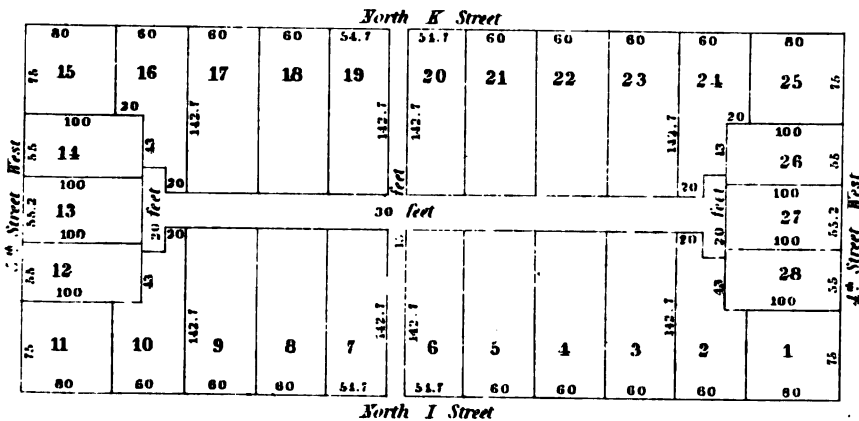 North K Street
80 60 60 60 54.7 54.7 60 60 60 80
15 16 17 18 19 20 21 22 23 24 25
75 142.7 142.7 142.7 142.7 75
20 20
100 100
14 43 43 26
55 55
100 20 20 100
13 feet 27
55.2 20 feet 30 feet 20 feet 55.2
100 20 20 100
12 43 43 28
55 55
100 100
Street West 4th Street West
142.7 142.7 142.7 142.7
75 75
11 10 9 8 7 6 5 4 3 2 1
80 60 60 60 54.7 54.7 60 60 60 80
North I Street